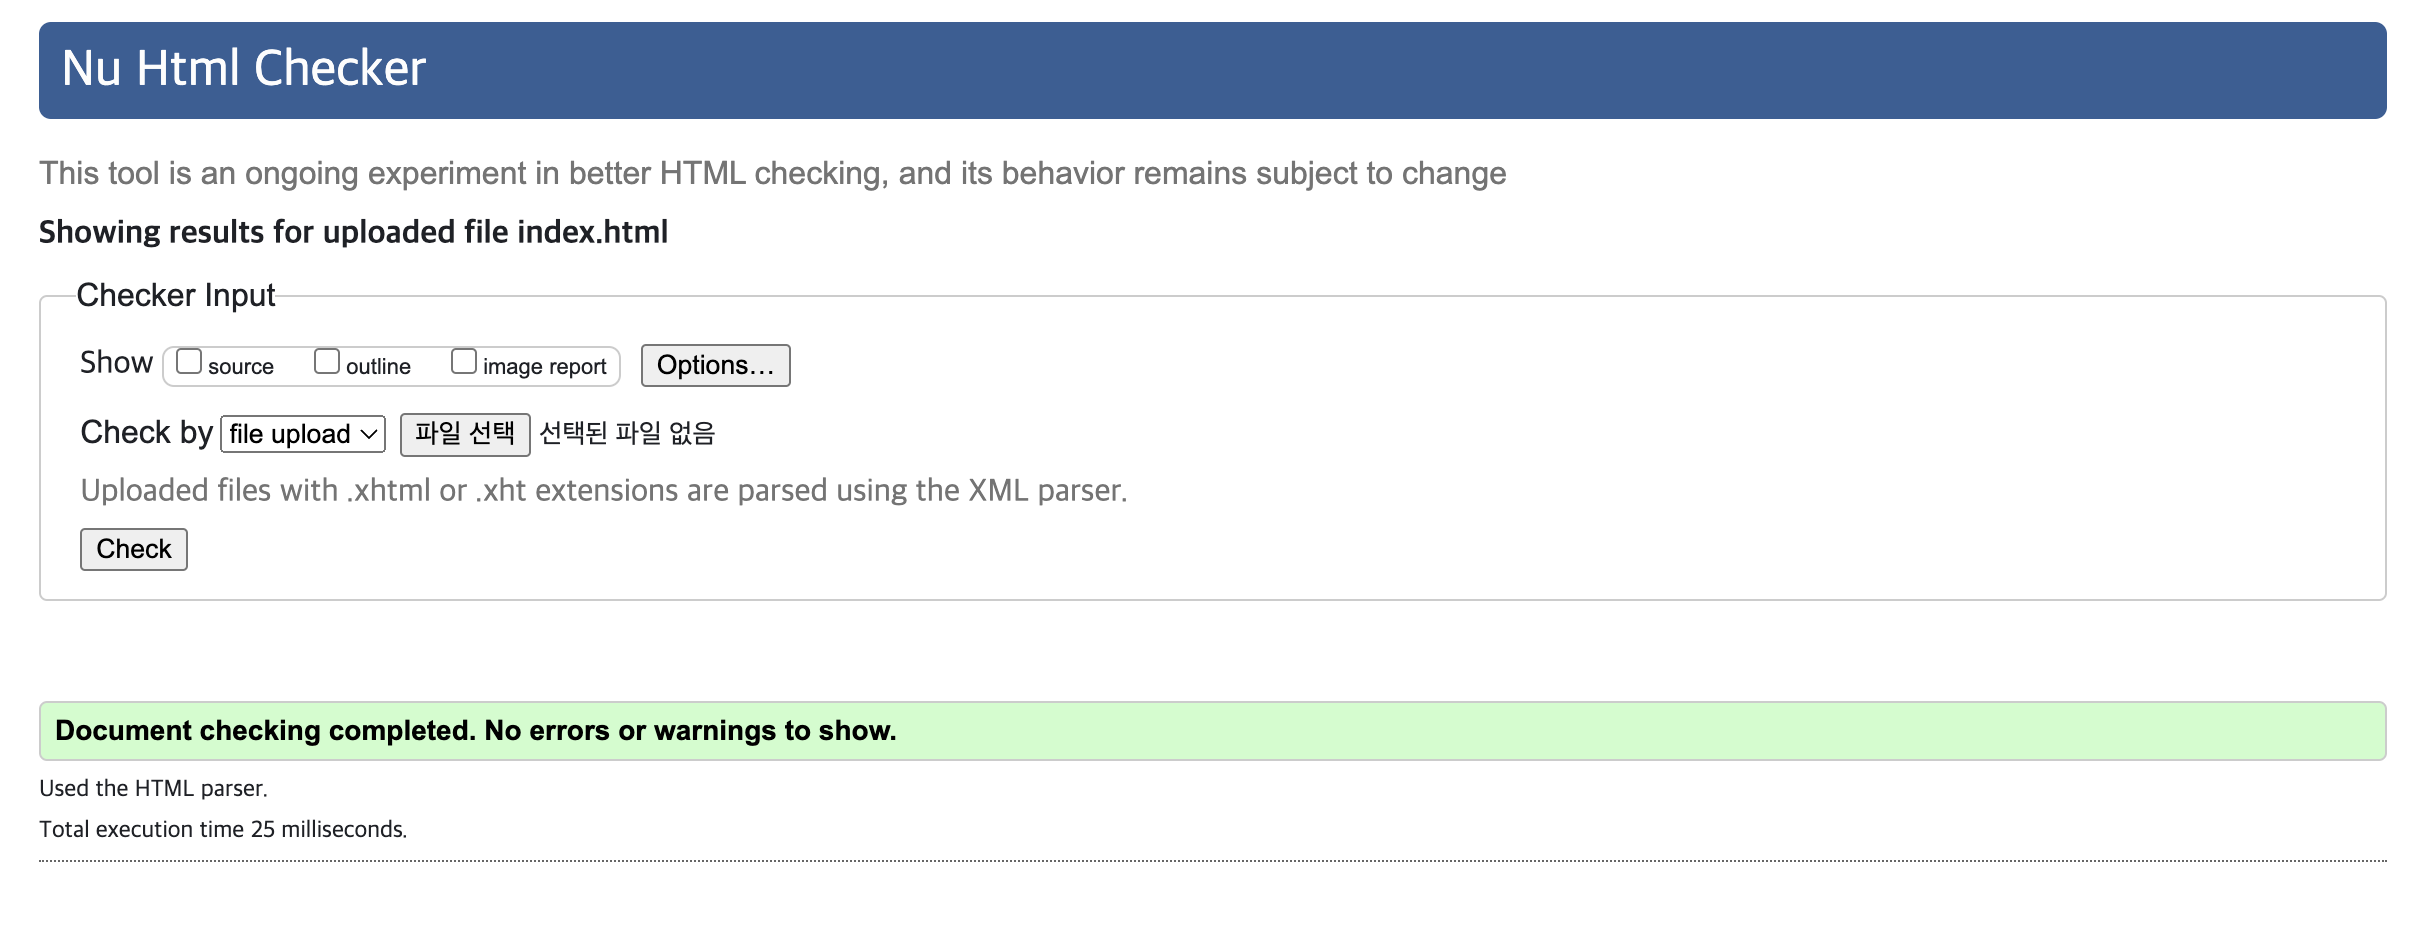 Nu Html Checker
This tool is an ongoing experiment in better HTML checking, and its behavior remains subject to change
Showing results for uploaded file index.html
Checker Input
Show source outline image report Options...
Check by file upload 파일 선택 선택된 파일 없음
Uploaded files with .xhtml or .xht extensions are parsed using the XML parser.
Check
Document checking completed. No errors or warnings to show.
Used the HTML parser.
Total execution time 25 milliseconds.